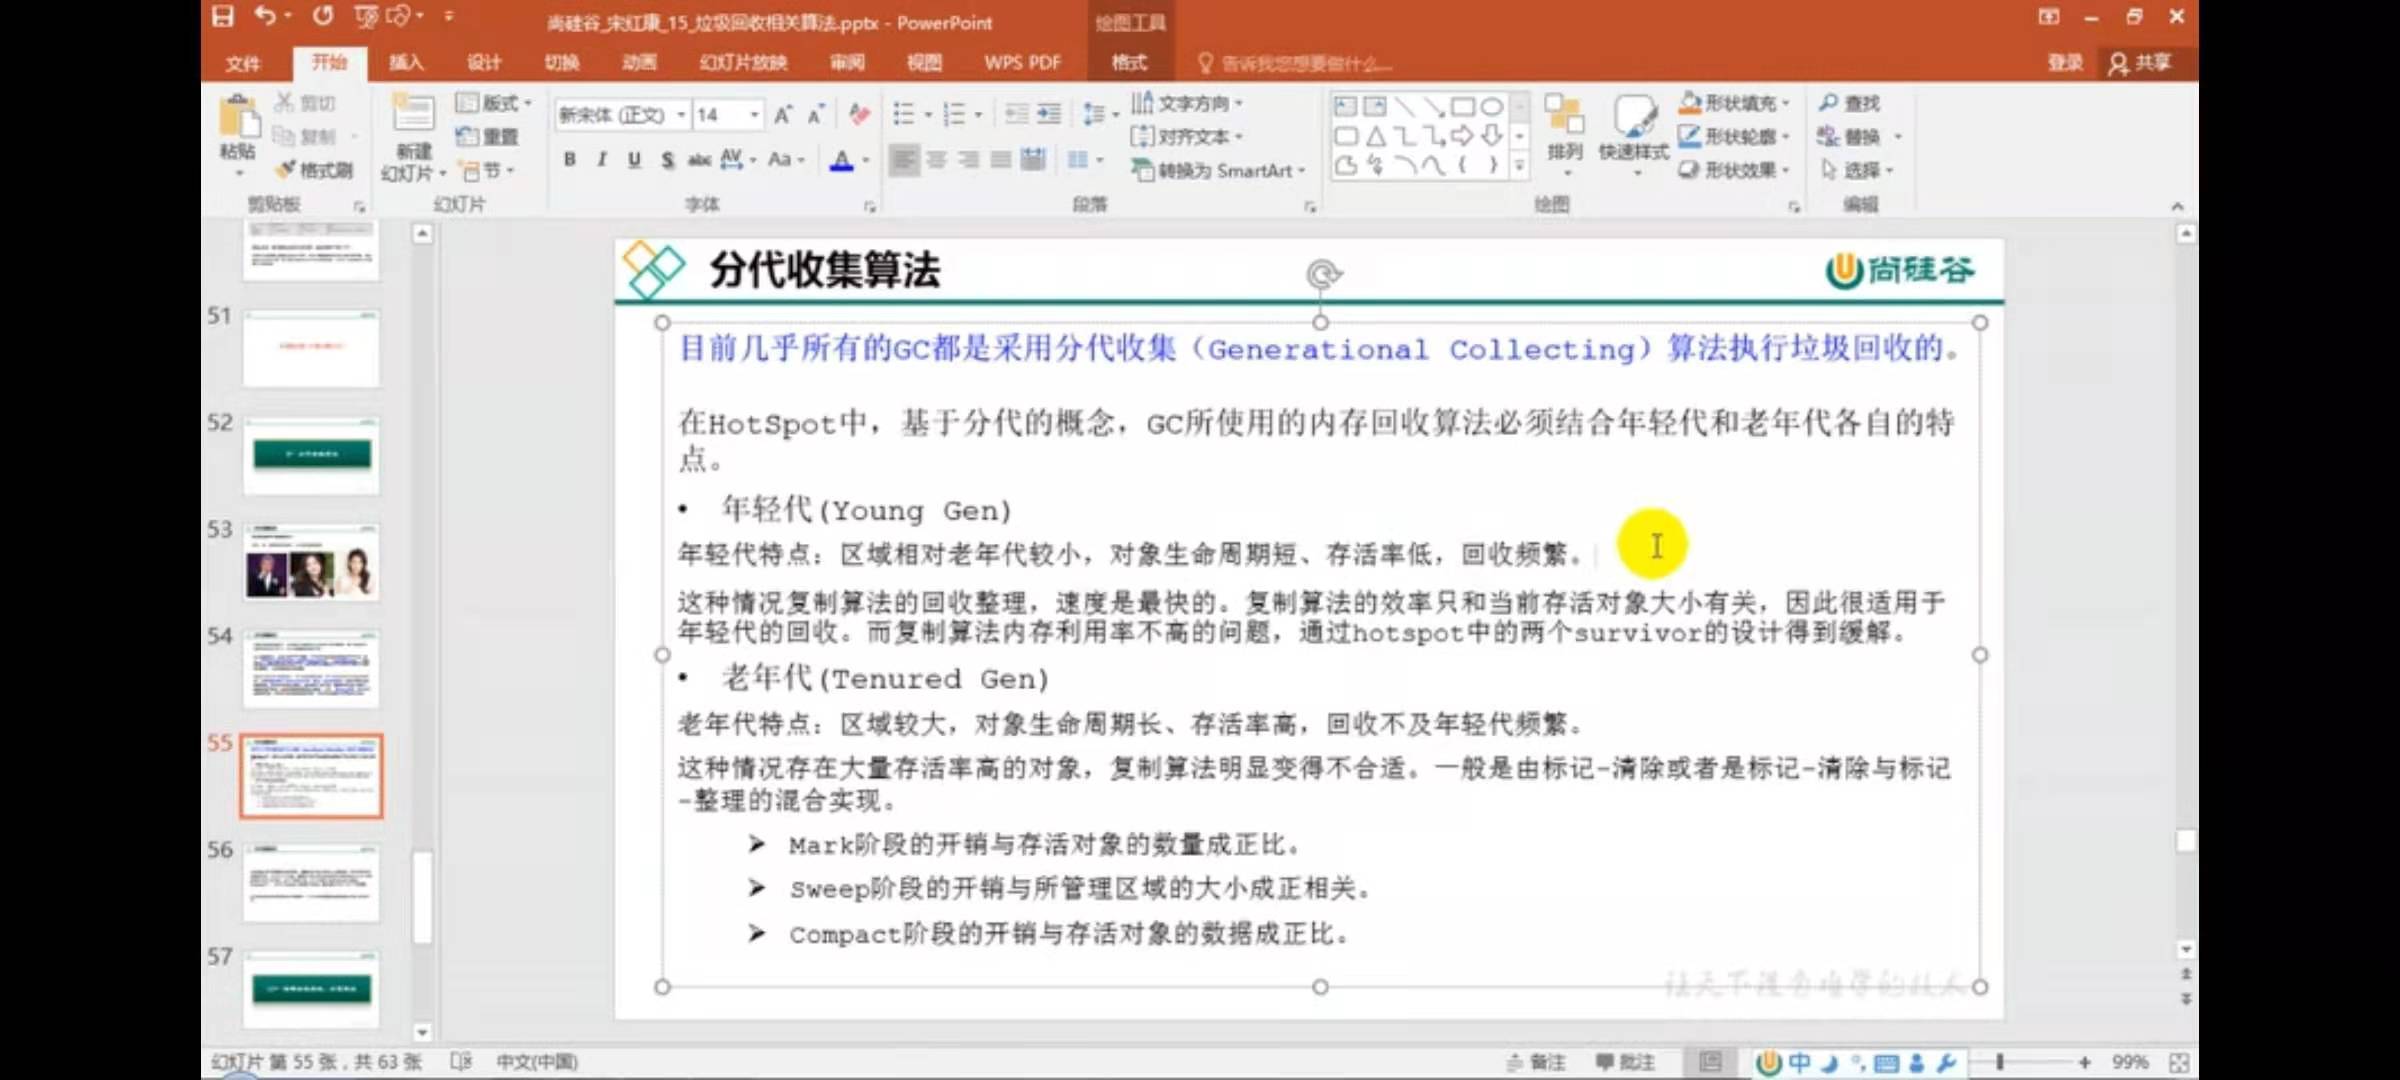 尚硅谷_宋红康_15_垃圾回收相关算法.pptx - PowerPoint
绘图工具
文件 开始 插入 设计 切换 动画 幻灯片放映 审阅 视图 WPS PDF 格式 告诉我您想要做什么... 登录 共享
粘贴 剪切 复制 格式刷
新建幻灯片 版式 重置 节
新宋体 (正文) 14
B I U S abc AV Aa A
文字方向
对齐文本
转换为 SmartArt
排列 快速样式
形状填充
形状轮廓
形状效果
查找
替换
选择
剪贴板 幻灯片 字体 段落 绘图 编辑
51
52
53
54
55
56
57
分代收集算法
尚硅谷
目前几乎所有的GC都是采用分代收集（Generational Collecting）算法执行垃圾回收的。
在HotSpot中，基于分代的概念，GC所使用的内存回收算法必须结合年轻代和老年代各自的特
点。
• 年轻代(Young Gen)
年轻代特点：区域相对老年代较小，对象生命周期短、存活率低，回收频繁。
这种情况复制算法的回收整理，速度是最快的。复制算法的效率只和当前存活对象大小有关，因此很适用于
年轻代的回收。而复制算法内存利用率不高的问题，通过hotspot中的两个survivor的设计得到缓解。
• 老年代(Tenured Gen)
老年代特点：区域较大，对象生命周期长、存活率高，回收不及年轻代频繁。
这种情况存在大量存活率高的对象，复制算法明显变得不合适。一般是由标记-清除或者是标记-清除与标记
-整理的混合实现。
➤ Mark阶段的开销与存活对象的数量成正比。
➤ Sweep阶段的开销与所管理区域的大小成正相关。
➤ Compact阶段的开销与存活对象的数据成正比。
让天下没有难学的技术
幻灯片 第 55 张，共 63 张 中文(中国) 备注 批注 中 99%